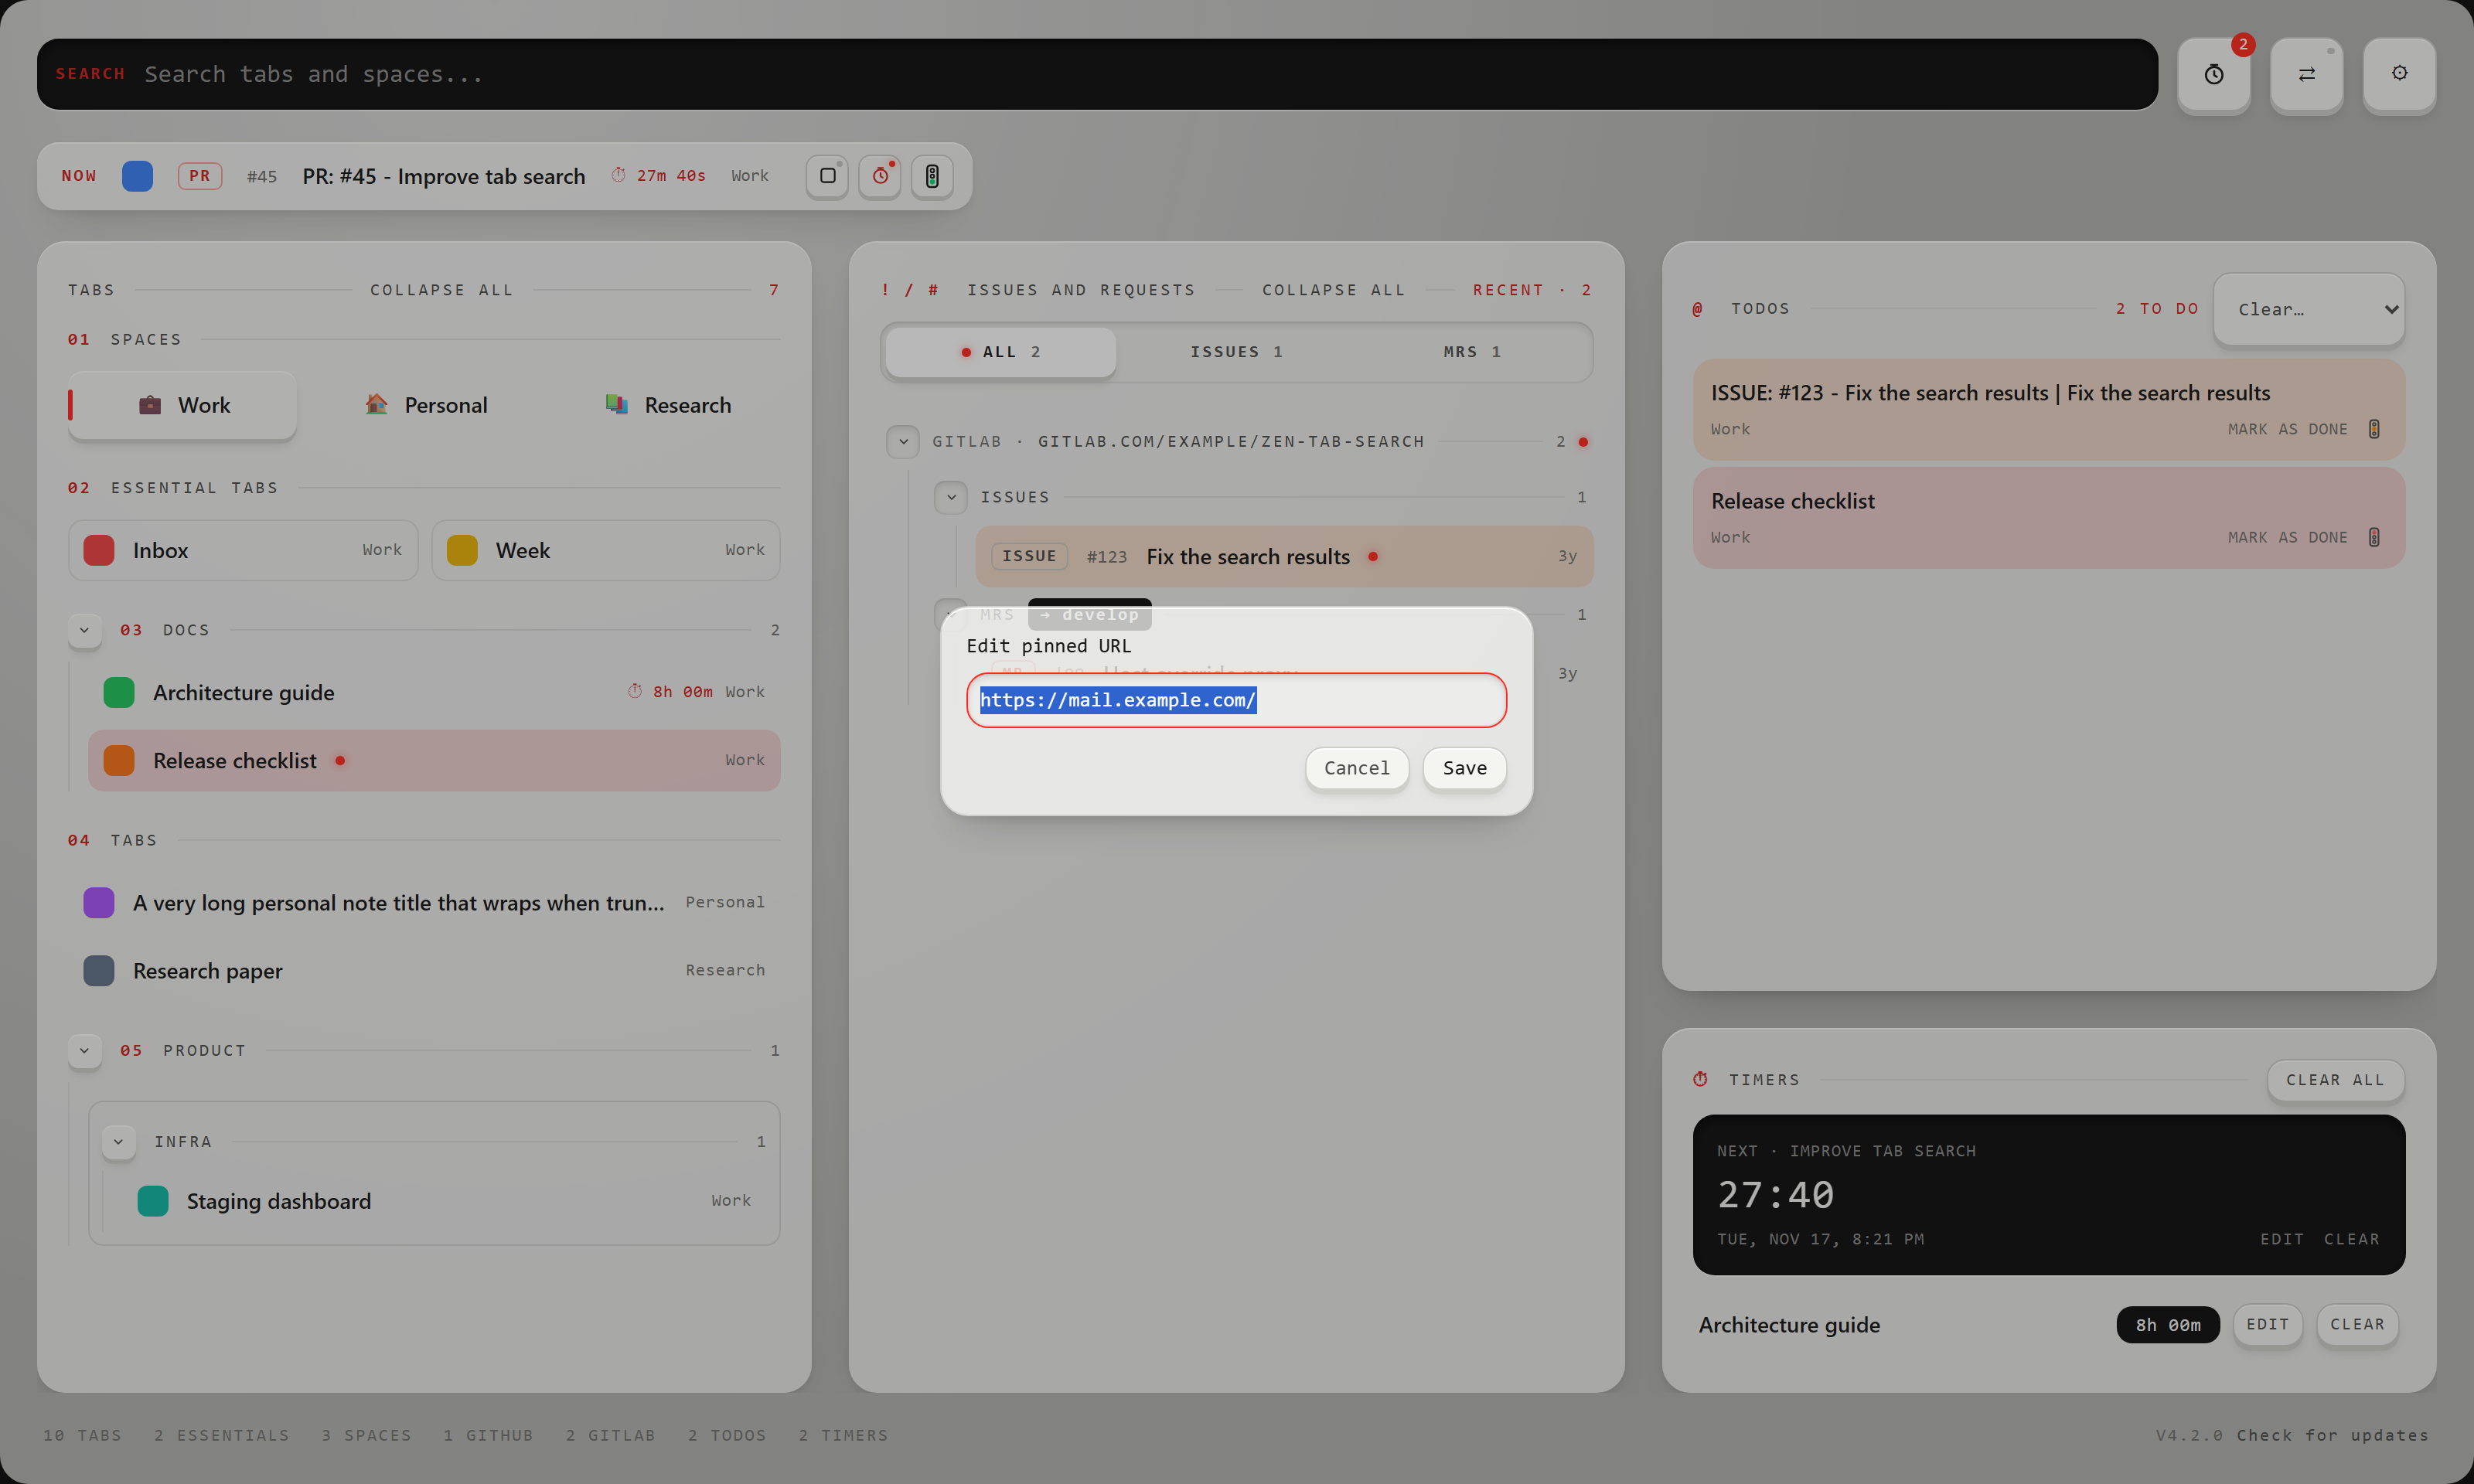 SEARCH Search tabs and spaces...
2
NOW PR #45 PR: #45 - Improve tab search 27m 40s Work
TABS COLLAPSE ALL 7
01 SPACES
Work Personal Research
02 ESSENTIAL TABS
Inbox Work Week Work
03 DOCS 2
Architecture guide 8h 00m Work
Release checklist Work
04 TABS
A very long personal note title that wraps when trun... Personal
Research paper Research
05 PRODUCT 1
INFRA 1
Staging dashboard Work
! / # ISSUES AND REQUESTS COLLAPSE ALL RECENT · 2
ALL 2 ISSUES 1 MRS 1
GITLAB · GITLAB.COM/EXAMPLE/ZEN-TAB-SEARCH 2
ISSUES 1
ISSUE #123 Fix the search results 3y
MRS → develop 1
3y
Edit pinned URL
https://mail.example.com/
Cancel Save
@ TODOS 2 TO DO Clear…
ISSUE: #123 - Fix the search results | Fix the search results
Work MARK AS DONE
Release checklist
Work MARK AS DONE
TIMERS CLEAR ALL
NEXT · IMPROVE TAB SEARCH
27:40
TUE, NOV 17, 8:21 PM EDIT CLEAR
Architecture guide 8h 00m EDIT CLEAR
10 TABS 2 ESSENTIALS 3 SPACES 1 GITHUB 2 GITLAB 2 TODOS 2 TIMERS
V4.2.0 Check for updates